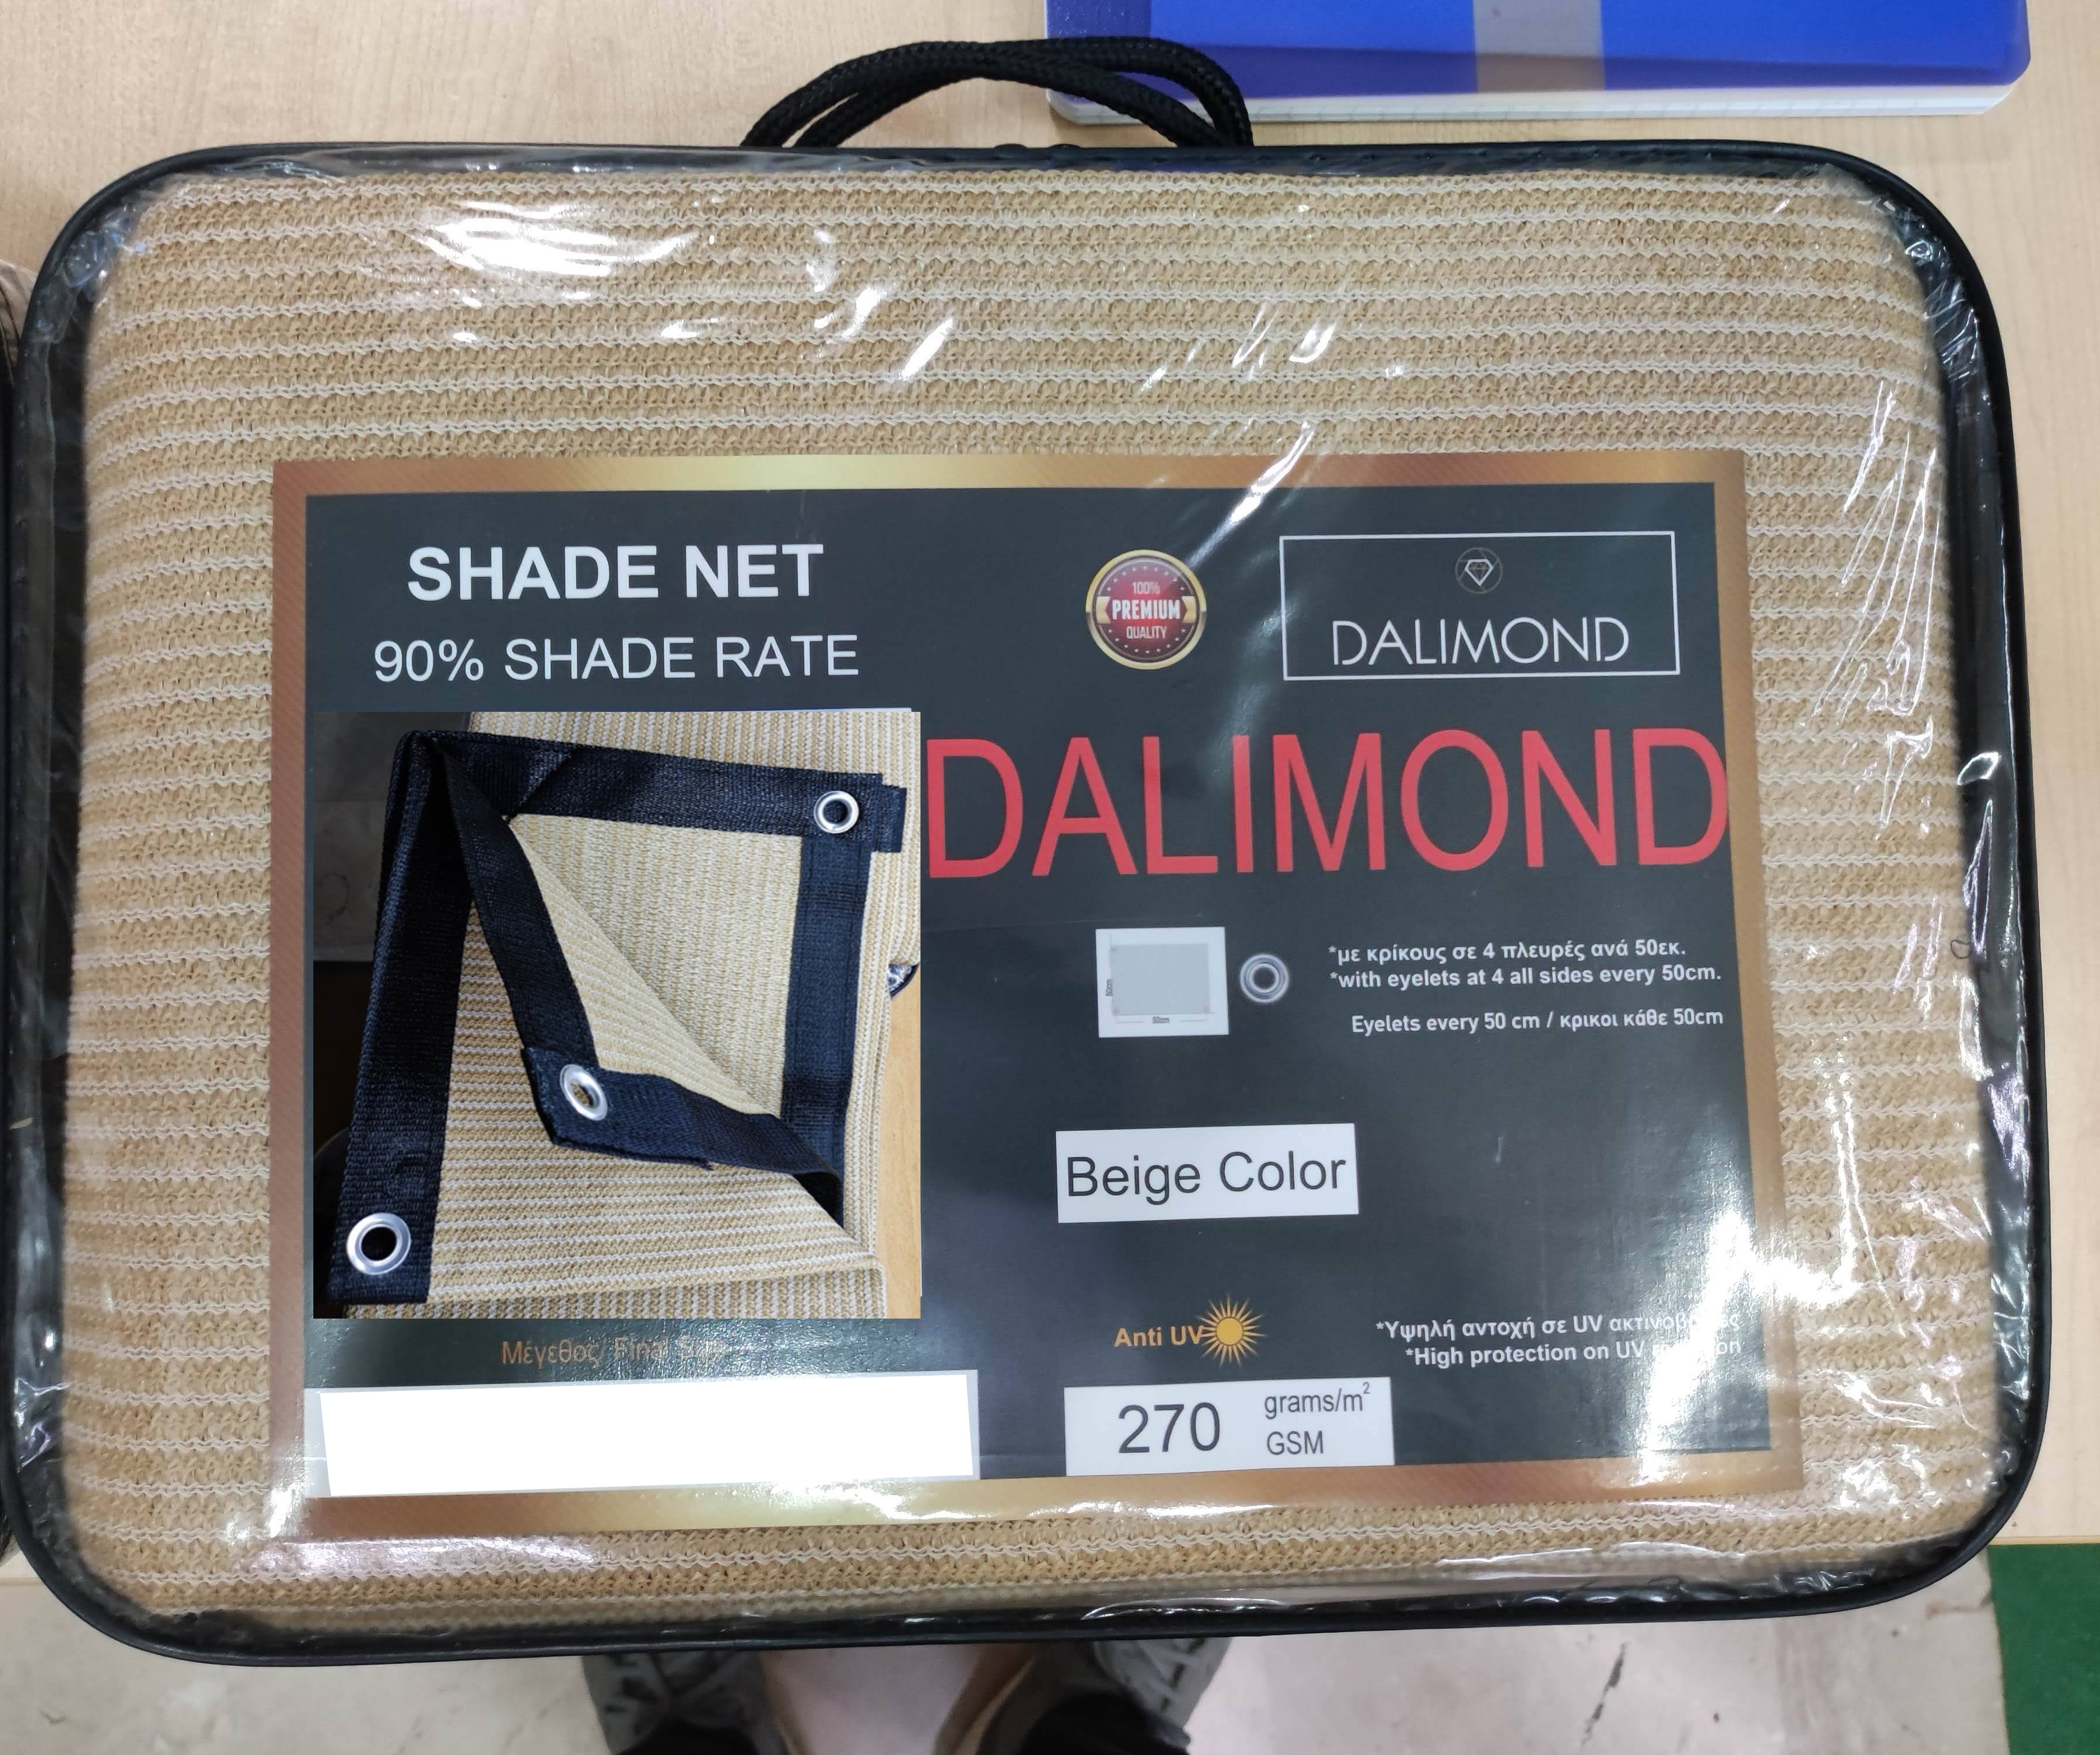 SHADE NET
90% SHADE RATE
100%
PREMIUM
QUALITY
DALIMOND
DALIMOND
*με κρίκους σε 4 πλευρές ανά 50εκ.
*with eyelets at 4 all sides every 50cm.
Eyelets every 50 cm / κρικοι κάθε 50cm
Beige Color
Μέγεθος/ Final Size
Anti UV
*Υψηλή αντοχή σε UV
*High protection on UV
270 grams/m²
GSM